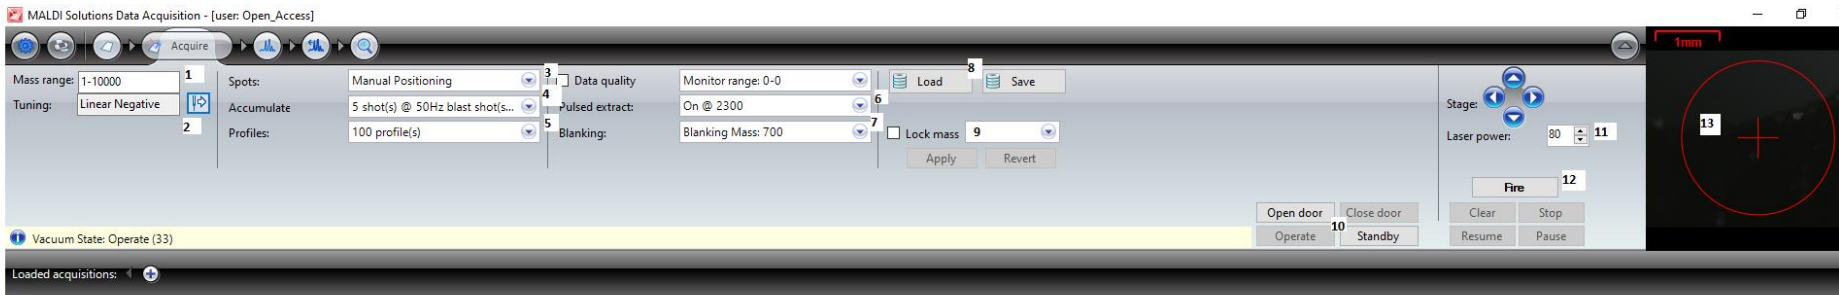 MALDI Solutions Data Acquisition - [user: Open_Access]
Acquire
1mm
Mass range: 1-10000 1
Spots: Manual Positioning 3
Data quality Monitor range: 0-0
Load 8 Save
Tuning: Linear Negative
2
Accumulate 5 shot(s) @ 50Hz blast shot(s... 4
Pulsed extract: On @ 2300 6
Profiles: 100 profile(s) 5
Blanking: Blanking Mass: 700 7
Lock mass 9
Apply Revert
Stage:
Laser power: 80 11
13
Fire 12
Open door Close door
10
Operate Standby
Clear Stop
Resume Pause
Vacuum State: Operate (33)
Loaded acquisitions: